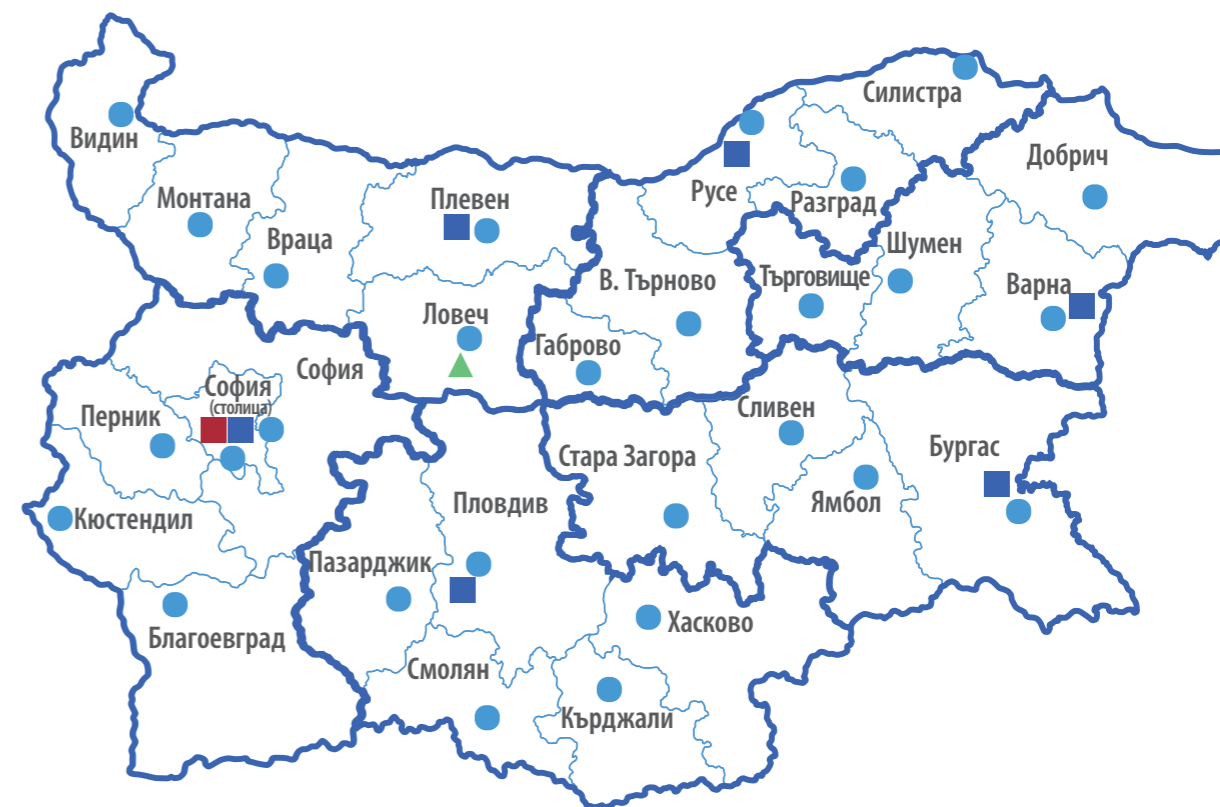 Силистра
Видин
Добрич
Монтана
Плевен
Русе
Разград
Враца
Шумен
В. Търново
Търговище
Варна
Ловеч
Габрово
София
София
(столица)
Перник
Сливен
Стара Загора
Бургас
Пловдив
Ямбол
Кюстендил
Пазарджик
Благоевград
Хасково
Смолян
Кърджали